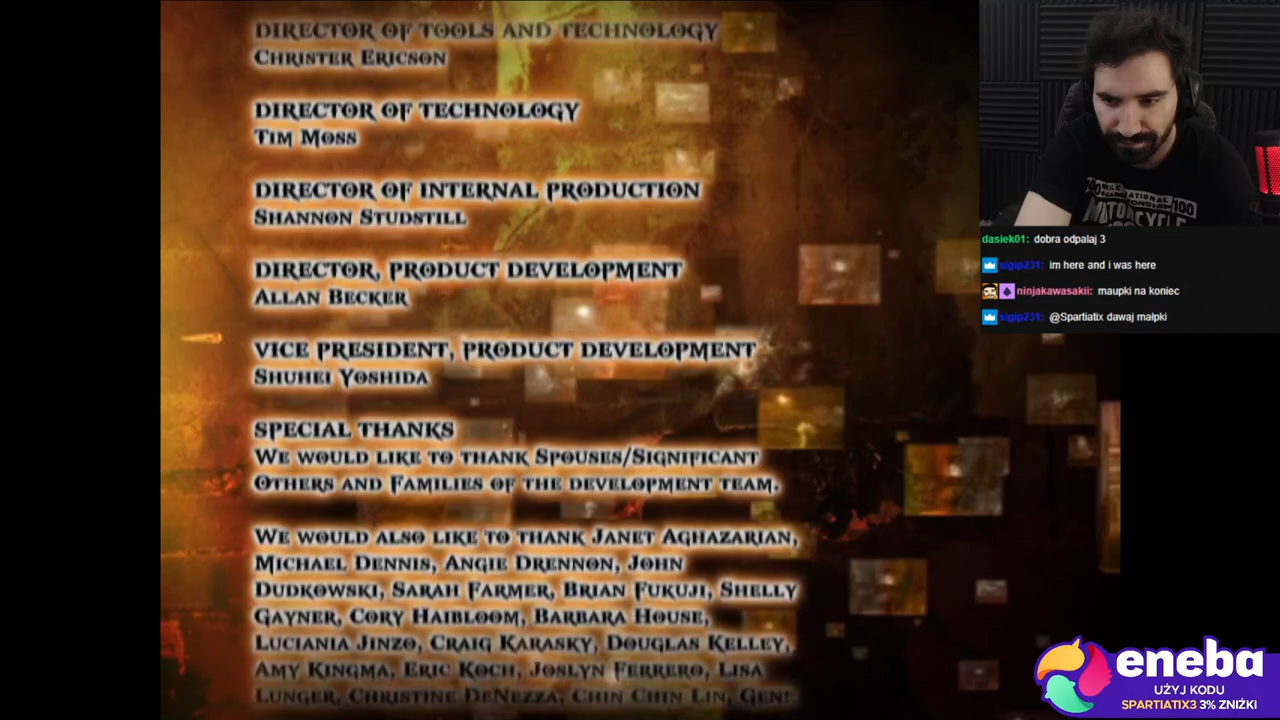 DIRECTOR OF TOOLS AND TECHNOLOGY
CHRISTER ERICSON
DIRECTOR OF TECHNOLOGY
TIM MOSS
DIRECTOR OF INTERNAL PRODUCTION
SHANNON STUDSTILL
DIRECTOR, PRODUCT DEVELOPMENT
ALLAN BECKER
VICE PRESIDENT, PRODUCT DEVELOPMENT
SHUHEI YOSHIDA
SPECIAL THANKS
WE WOULD LIKE TO THANK SPOUSES/SIGNIFICANT
OTHERS AND FAMILIES OF THE DEVELOPMENT TEAM.
WE WOULD ALSO LIKE TO THANK JANET AGHAZARIAN,
MICHAEL DENNIS, ANGIE DRENNON, JOHN
DUDKOWSKI, SARAH FARMER, BRIAN FUKUJI, SHELLY
GAYNER, CORY HAIBLOOM, BARBARA HOUSE,
LUCIANIA JINZO, CRAIG KARASKY, DOUGLAS KELLEY,
AMY KINGMA, ERIC KOCH, JOSLYN FERRERO, LISA
LUNGER, CHRISTINE DENEZZA, CHIN CHIN LIN,
100
NATIONAL
100
MOTORCYCLE
dasiek01: dobra odpalaj 3
sigip231: im here and i was here
ninjakawasakii: maupki na koniec
sigip231: @Spartiatix dawaj małpki
eneba
UŻYJ KODU
SPARTIATIX3 3% ZNIŻKI